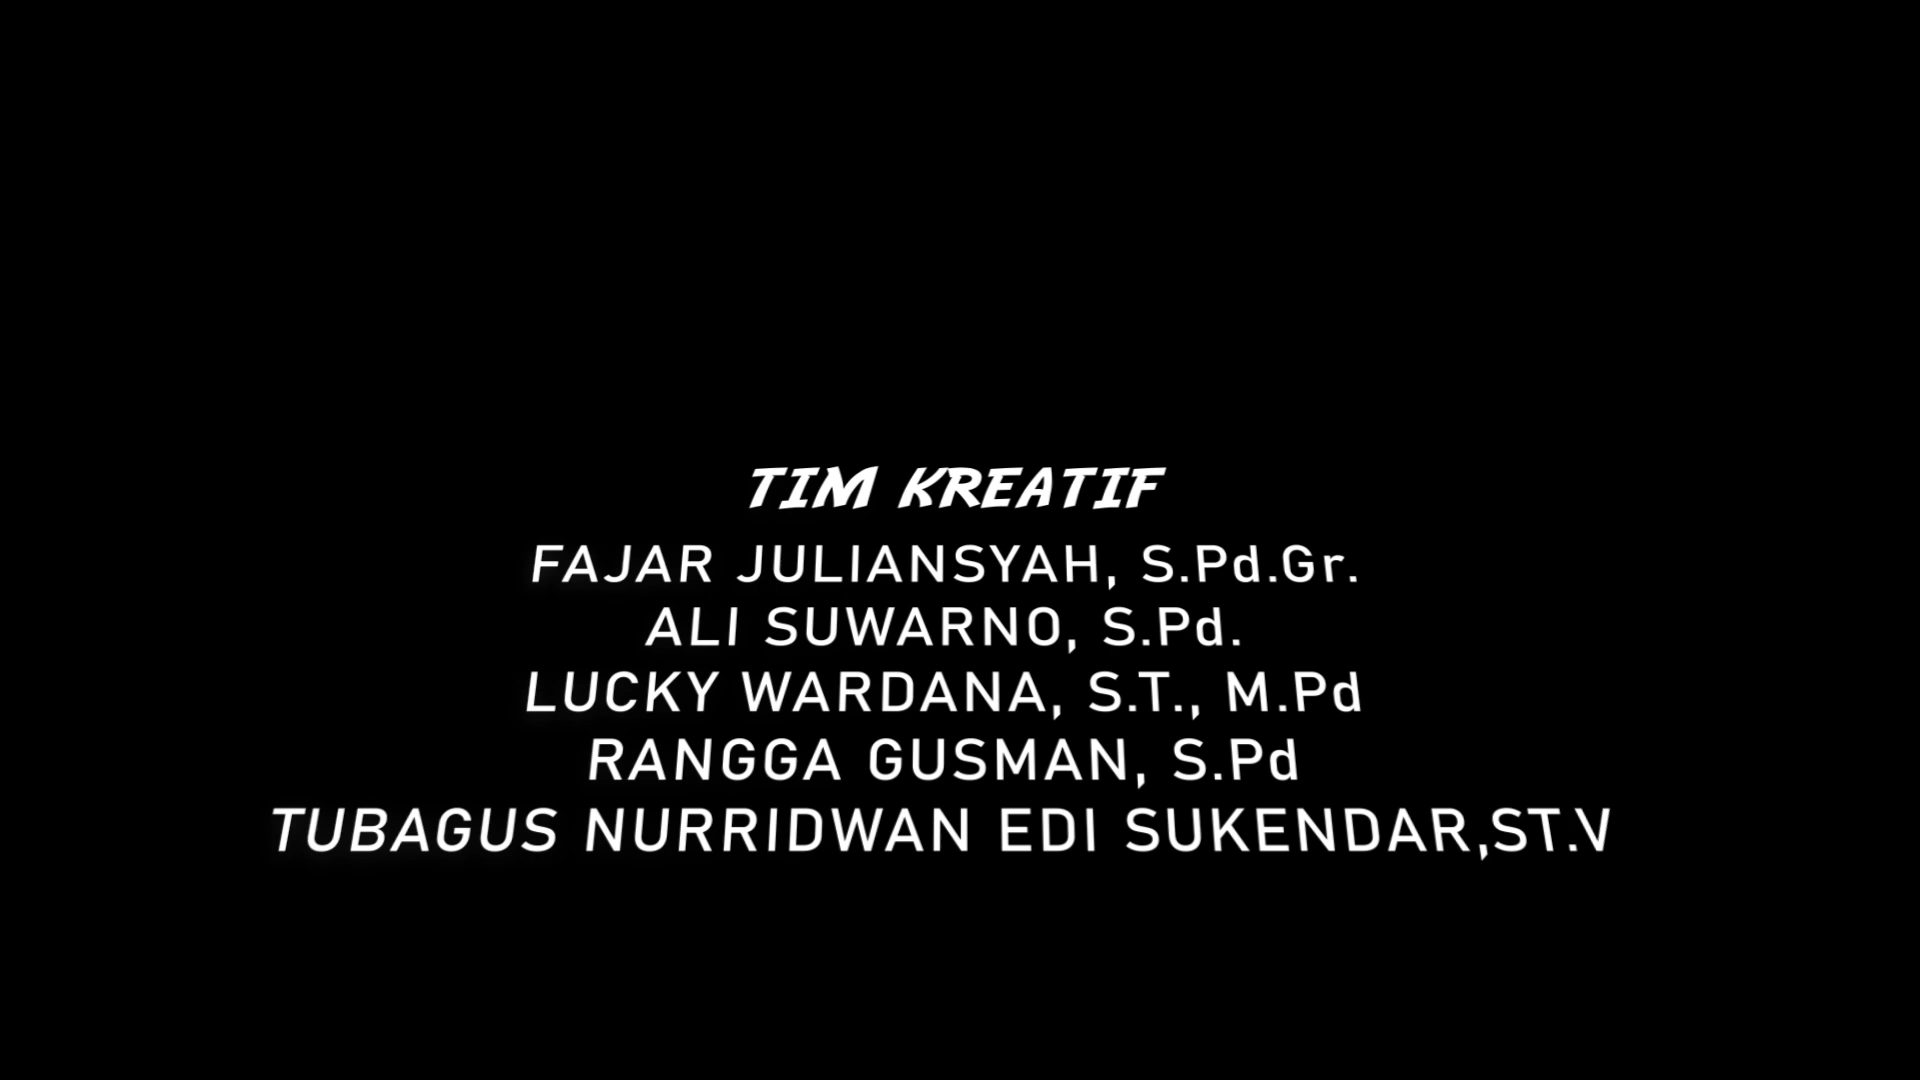 TIM KREATIF
FAJAR JULIANSYAH, S.Pd.Gr.
ALI SUWARNO, S.Pd.
LUCKY WARDANA, S.T., M.Pd
RANGGA GUSMAN, S.Pd
TUBAGUS NURRIDWAN EDI SUKENDAR,ST.V